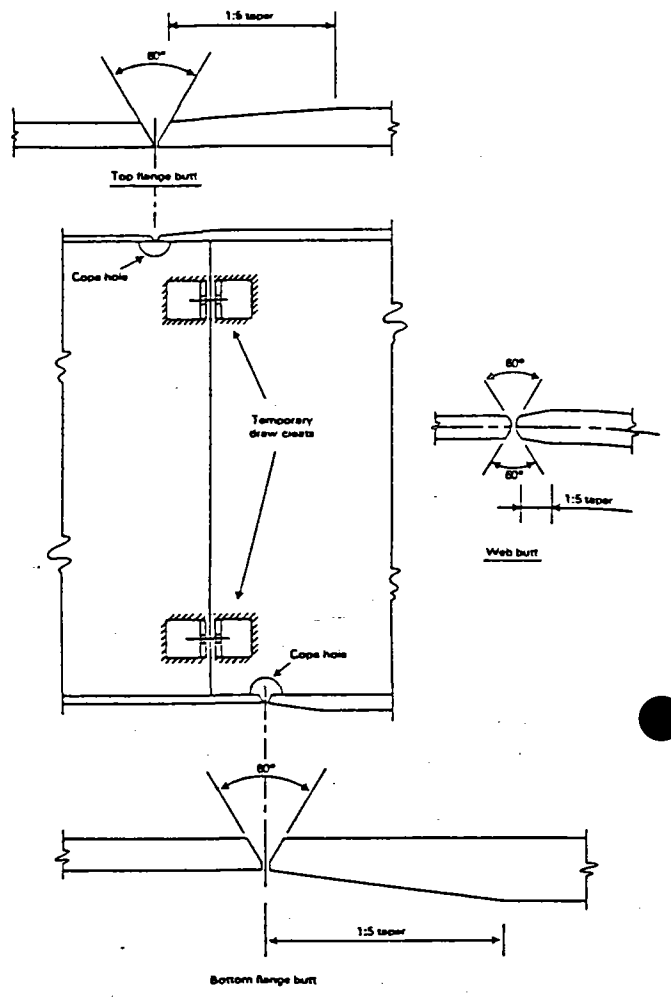 1:5 taper
60°
Top flange butt
Cope hole
Temporary
draw cleats
60°
60°
1:5 taper
Web butt
Cope hole
60°
1:5 taper
Bottom flange butt